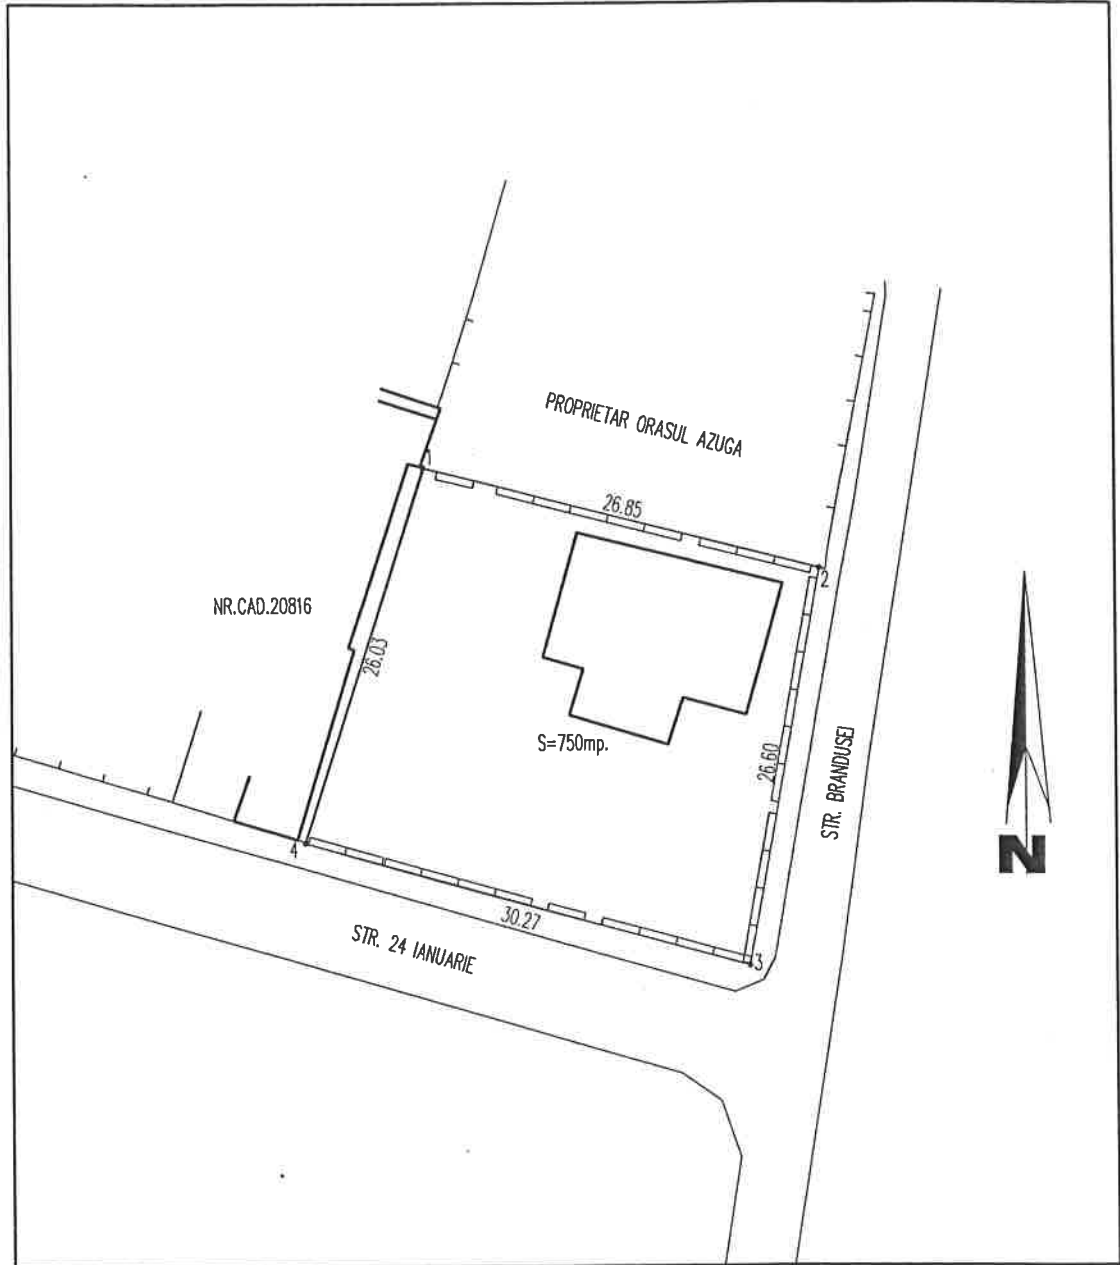 PROPRIETAR ORASUL AZUGA
1
26.85
2
NR.CAD.20816
26.03
S=750mp.
26.60
STR. BRANDUSEI
4
30.27
3
STR. 24 IANUARIE
N